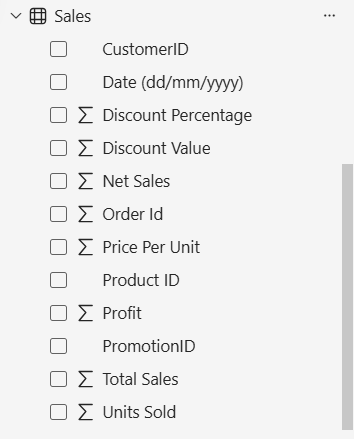 Sales
CustomerID
Date (dd/mm/yyyy)
Discount Percentage
Discount Value
Net Sales
Order Id
Price Per Unit
Product ID
Profit
PromotionID
Total Sales
Units Sold